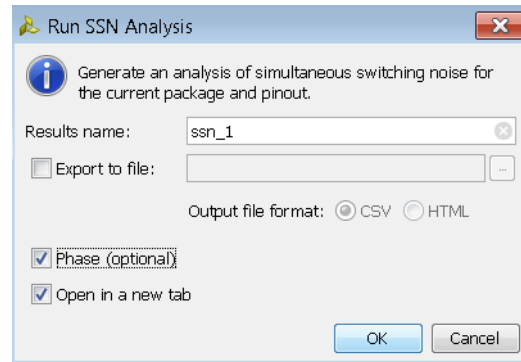 Run SSN Analysis
Generate an analysis of simultaneous switching noise for
the current package and pinout.
Results name: ssn_1
Export to file: ...
Output file format: CSV HTML
Phase (optional)
Open in a new tab
OK Cancel